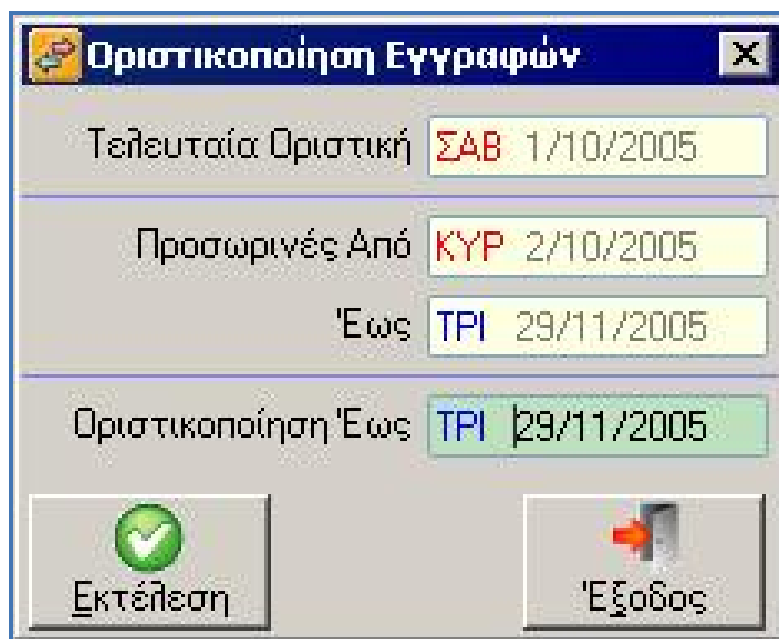 Οριστικοποίηση Εγγραφών
Τελευταία Οριστική ΣΑΒ 1/10/2005
Προσωρινές Από ΚΥΡ 2/10/2005
Έως ΤΡΙ 29/11/2005
Οριστικοποίηση Έως ΤΡΙ 29/11/2005
Εκτέλεση Έξοδος